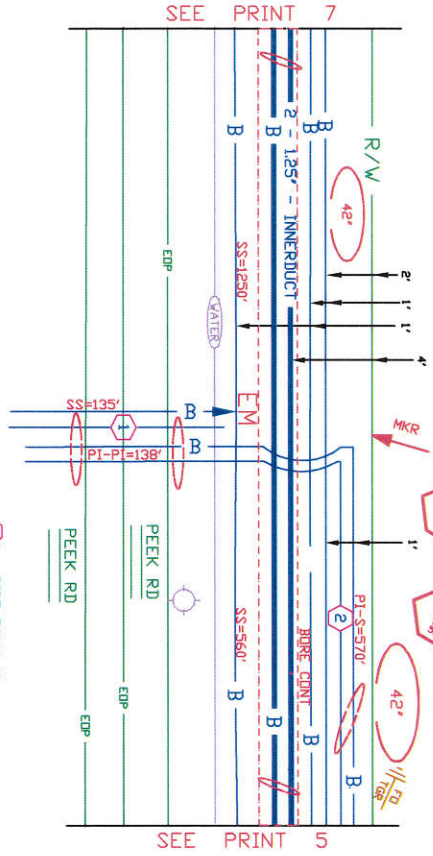 SEE PRINT 7
R/W
42"
2'
1'
1'
4'
B
B
B
B
2 - 1.25" - INNERDUCT
EOP
WATER
SS=1250'
EM
MKR
SS=135'
B
1
B
PI-PI=138'
1'
PEEK RD
PEEK RD
2
PI-S=570'
SS=560'
BORE CONT
42"
EOP
EOP
B
B
B
B
FO
TGR
SEE PRINT 5